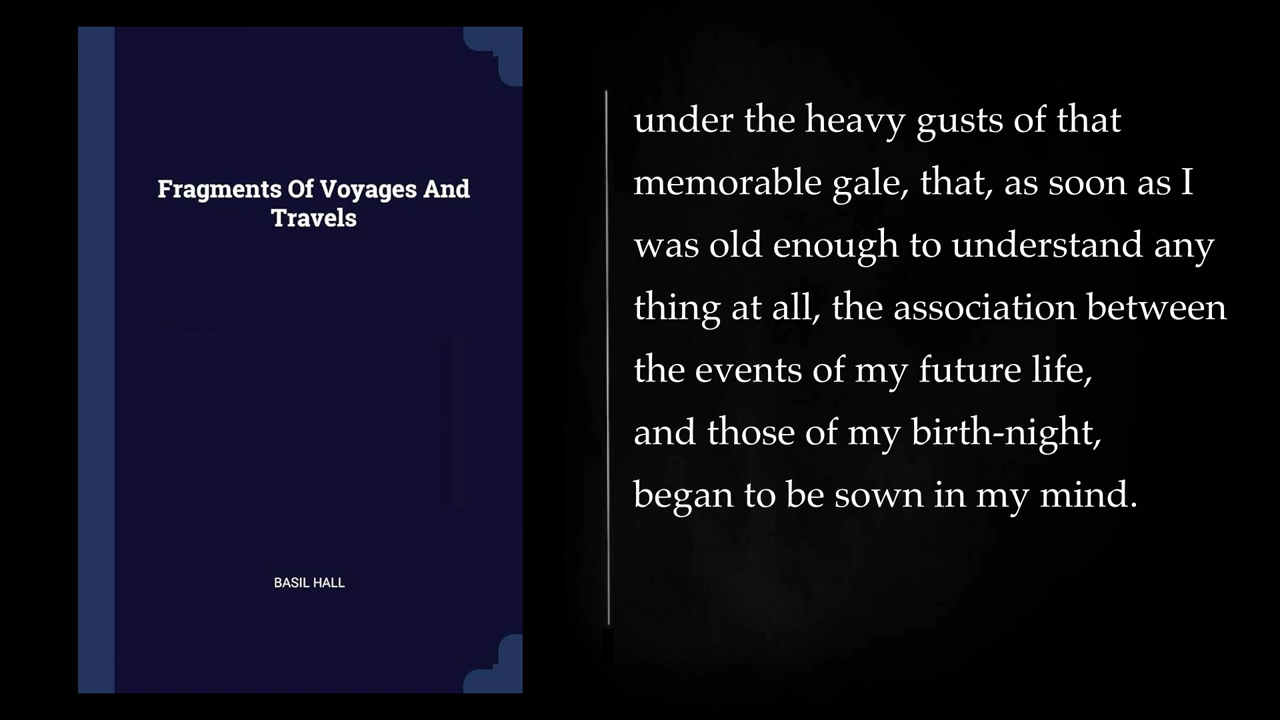 Fragments Of Voyages And
Travels
BASIL HALL
under the heavy gusts of that
memorable gale, that, as soon as I
was old enough to understand any
thing at all, the association between
the events of my future life,
and those of my birth-night,
began to be sown in my mind.